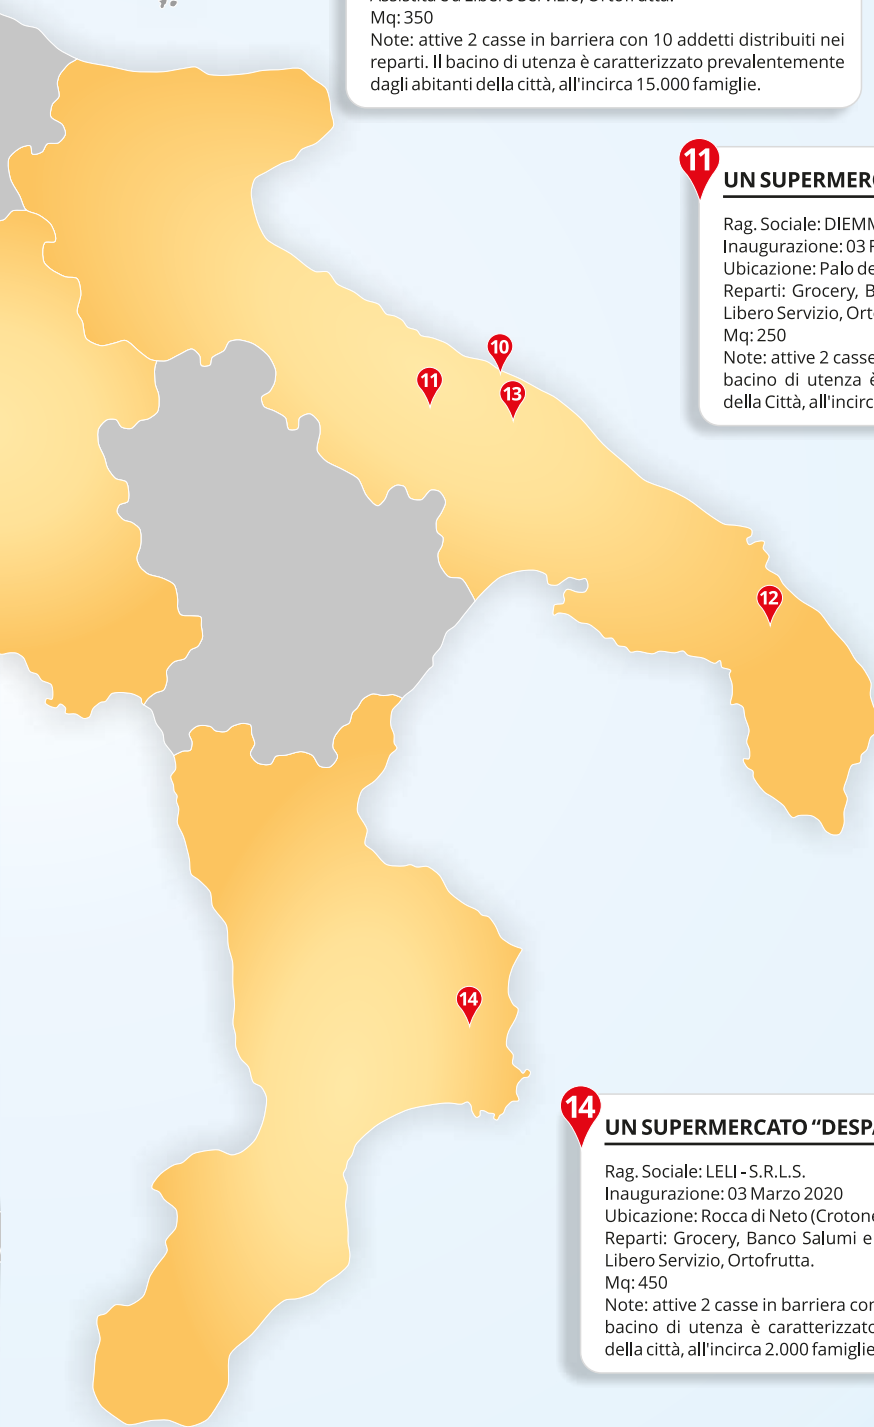 Mq: 350
Note: attive 2 casse in barriera con 10 addetti distribuiti nei
reparti. Il bacino di utenza è caratterizzato prevalentemente
dagli abitanti della città, all'incirca 15.000 famiglie.
11
UN SUPERMERC
Rag. Sociale: DIEMM
Inaugurazione: 03 F
Ubicazione: Palo de
Reparti: Grocery, B
Libero Servizio, Orto
Mq: 250
Note: attive 2 casse
bacino di utenza è
della Città, all'incirc
10
11
13
12
14
14
UN SUPERMERCATO “DESPA
Rag. Sociale: LELI - S.R.L.S.
Inaugurazione: 03 Marzo 2020
Ubicazione: Rocca di Neto (Crotone
Reparti: Grocery, Banco Salumi e
Libero Servizio, Ortofrutta.
Mq: 450
Note: attive 2 casse in barriera con
bacino di utenza è caratterizzato
della città, all'incirca 2.000 famiglie